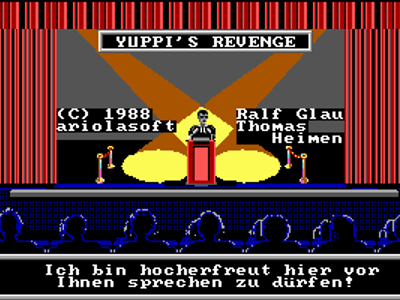 YUPPI'S REVENGE
(C) 1988
ariolasoft
Ralf Glau
Thomas
Heimen
Ich bin hocherfreut hier vor
Ihnen sprechen zu dürfen!